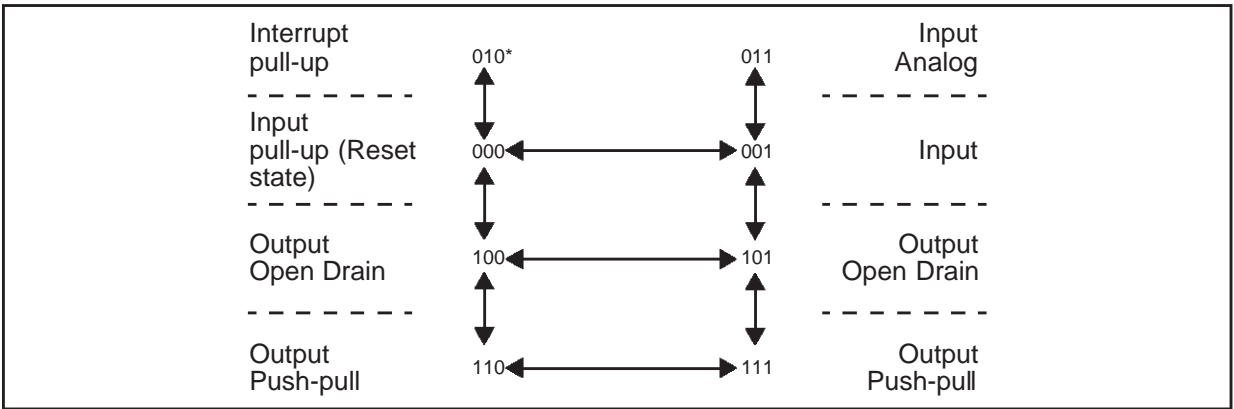 Interrupt
pull-up
010*
011
Input
Analog
Input
pull-up (Reset
state)
000
001
Input
Output
Open Drain
100
101
Output
Open Drain
Output
Push-pull
110
111
Output
Push-pull